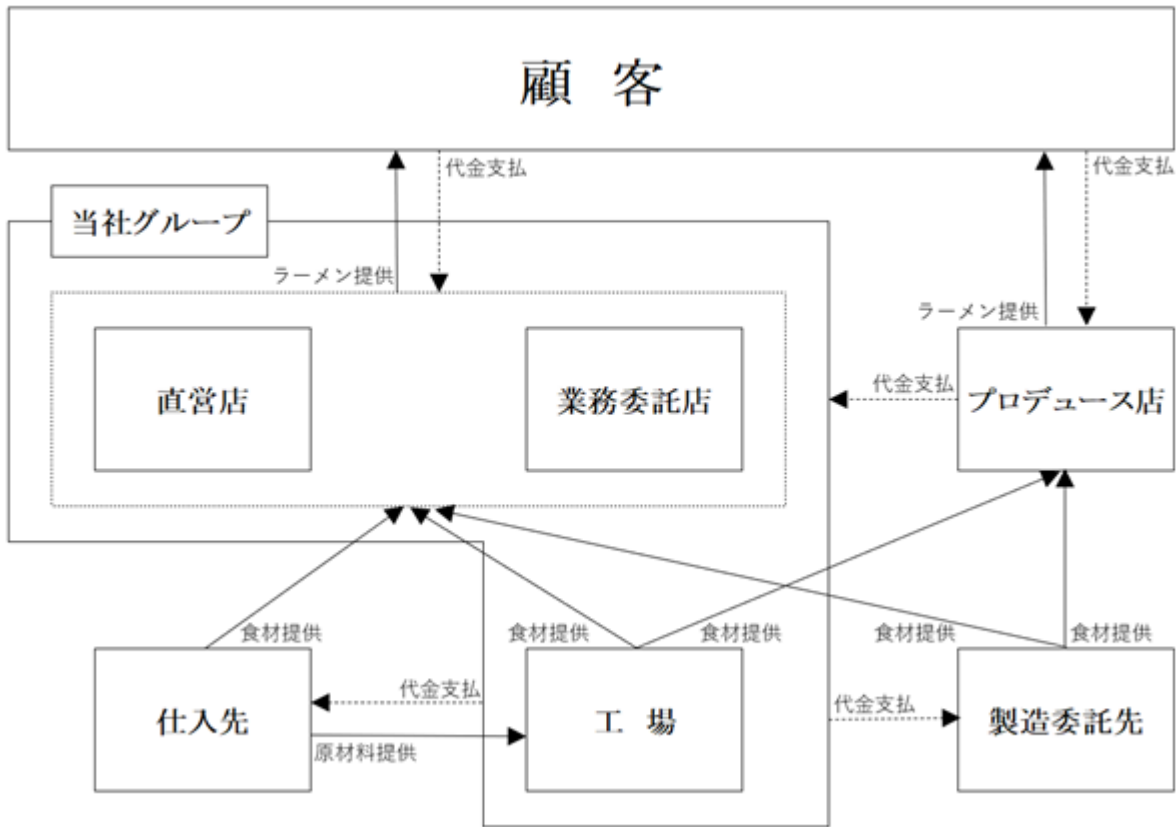 顧 客
代金支払
代金支払
当社グループ
ラーメン提供
ラーメン提供
直営店
業務委託店
代金支払
プロデュース店
食材提供
食材提供
食材提供
食材提供
食材提供
仕入先
代金支払
原材料提供
工 場
代金支払
製造委託先